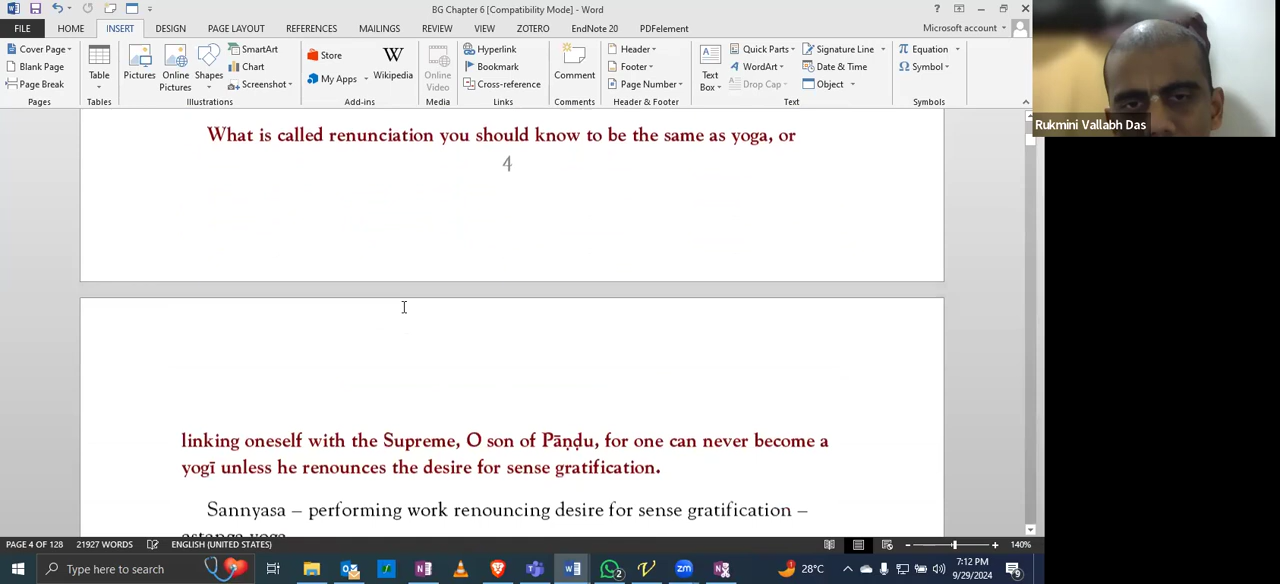 BG Chapter 6 [Compatibility Mode] - Word
FILE HOME INSERT DESIGN PAGE LAYOUT REFERENCES MAILINGS REVIEW VIEW ZOTERO EndNote 20 PDFelement Microsoft account
Cover Page
Blank Page
Page Break
Pages
Table
Tables
Pictures
Online Pictures
Shapes
SmartArt
Chart
Screenshot
Illustrations
Store
My Apps
Wikipedia
Add-ins
Online Video
Media
Hyperlink
Bookmark
Cross-reference
Links
Comment
Comments
Header
Footer
Page Number
Header & Footer
Text Box
Quick Parts
WordArt
Drop Cap
Signature Line
Date & Time
Object
Text
Equation
Symbol
Symbols
Rukmini Vallabh Das
What is called renunciation you should know to be the same as yoga, or
4
linking oneself with the Supreme, O son of Pāṇḍu, for one can never become a
yogī unless he renounces the desire for sense gratification.
Sannyasa – performing work renouncing desire for sense gratification –
astanga yoga
PAGE 4 OF 128 21927 WORDS ENGLISH (UNITED STATES) 140%
Type here to search 28°C 7:12 PM
9/29/2024